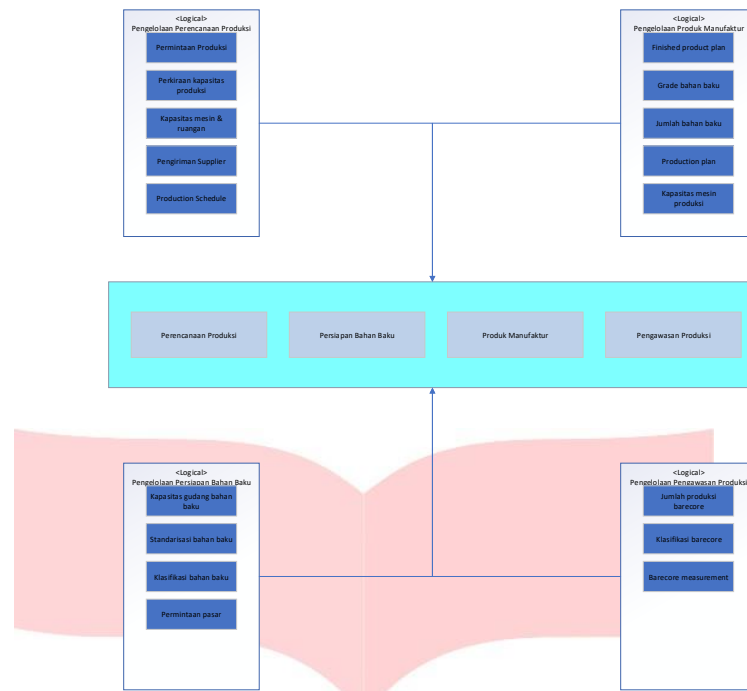 <Logical>
Pengelolaan Perencanaan Produksi
Permintaan Produksi
Perkiraan kapasitas
produksi
Kapasitas mesin &
ruangan
Pengiriman Supplier
Production Schedule
<Logical>
Pengelolaan Produk Manufaktur
Finished product plan
Grade bahan baku
Jumlah bahan baku
Production plan
Kapasitas mesin
produksi
Perencanaan Produksi
Persiapan Bahan Baku
Produk Manufaktur
Pengawasan Produksi
<Logical>
Pengelolaan Persiapan Bahan Baku
Kapasitas gudang bahan
baku
Standarisasi bahan baku
Klasifikasi bahan baku
Permintaan pasar
<Logical>
Pengelolaan Pengawasan Produksi
Jumlah produksi
barecore
Klasifikasi barecore
Barecore measurement